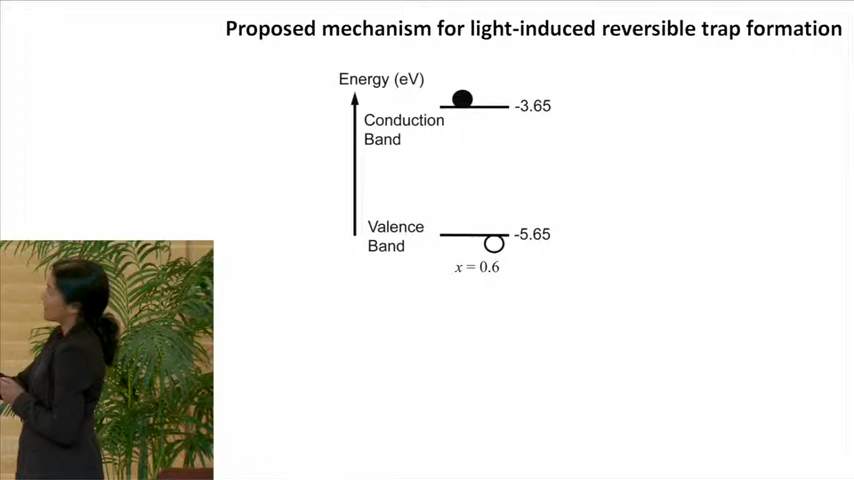 Proposed mechanism for light-induced reversible trap formation
Energy (eV)
-3.65
Conduction
Band
Valence
Band
-5.65
x = 0.6